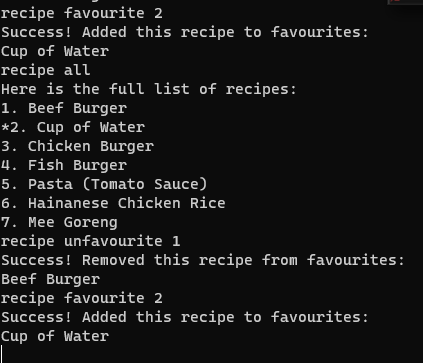 recipe favourite 2
Success! Added this recipe to favourites:
Cup of Water
recipe all
Here is the full list of recipes:
1. Beef Burger
*2. Cup of Water
3. Chicken Burger
4. Fish Burger
5. Pasta (Tomato Sauce)
6. Hainanese Chicken Rice
7. Mee Goreng
recipe unfavourite 1
Success! Removed this recipe from favourites:
Beef Burger
recipe favourite 2
Success! Added this recipe to favourites:
Cup of Water